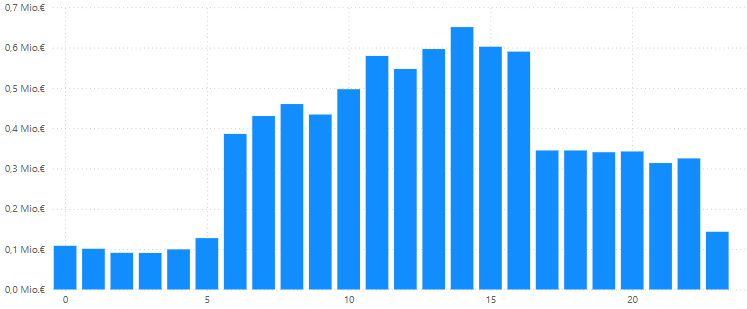 0,7 Mio.€
0,6 Mio.€
0,5 Mio.€
0,4 Mio.€
0,3 Mio.€
0,2 Mio.€
0,1 Mio.€
0,0 Mio.€
0 5 10 15 20